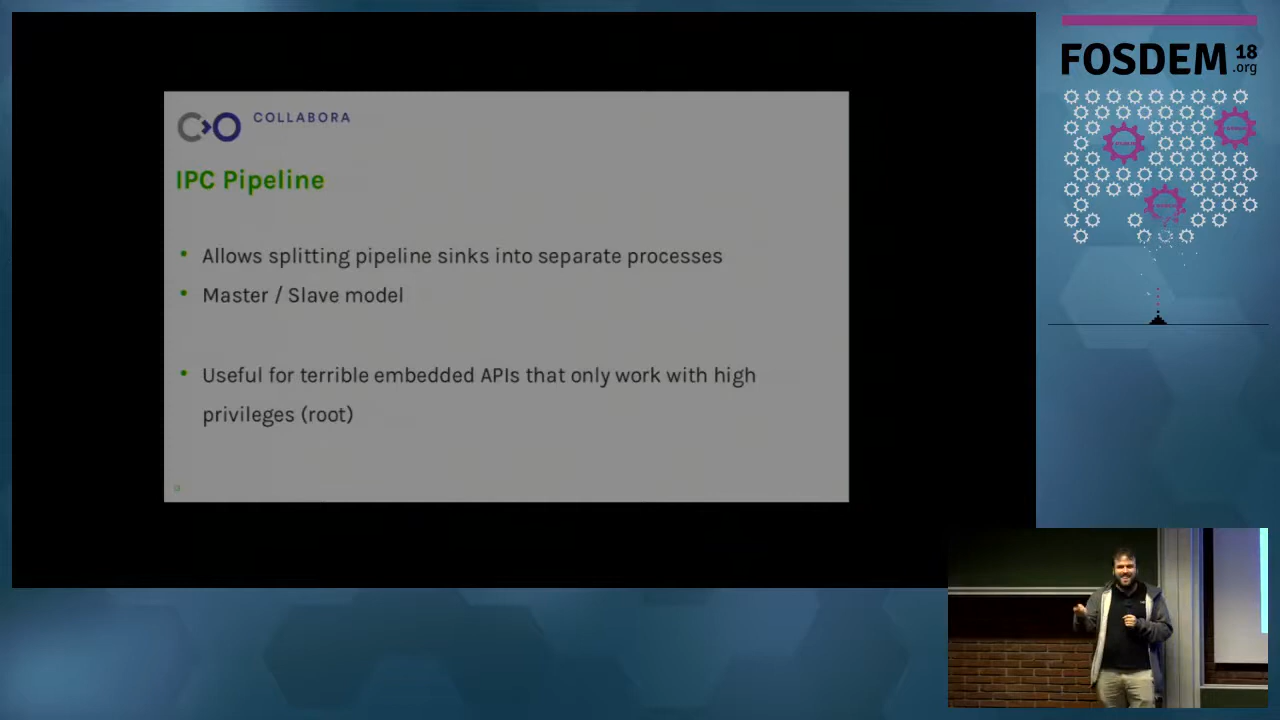 COLLABORA
IPC Pipeline
• Allows splitting pipeline sinks into separate processes
• Master / Slave model
• Useful for terrible embedded APIs that only work with high
privileges (root)
FOSDEM 18
.org